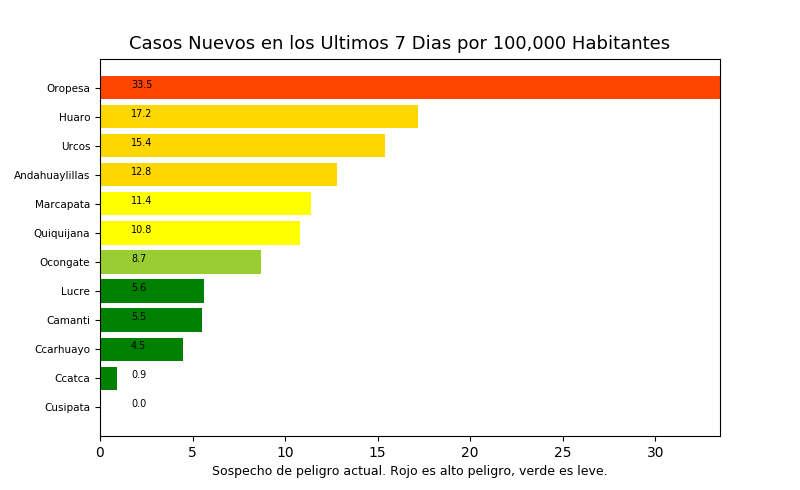 Casos Nuevos en los Ultimos 7 Dias por 100,000 Habitantes
Oropesa 33.5
Huaro 17.2
Urcos 15.4
Andahuaylillas 12.8
Marcapata 11.4
Quiquijana 10.8
Ocongate 8.7
Lucre 5.6
Camanti 5.5
Ccarhuayo 4.5
Ccatca 0.9
Cusipata 0.0
0 5 10 15 20 25 30
Sospecho de peligro actual. Rojo es alto peligro, verde es leve.